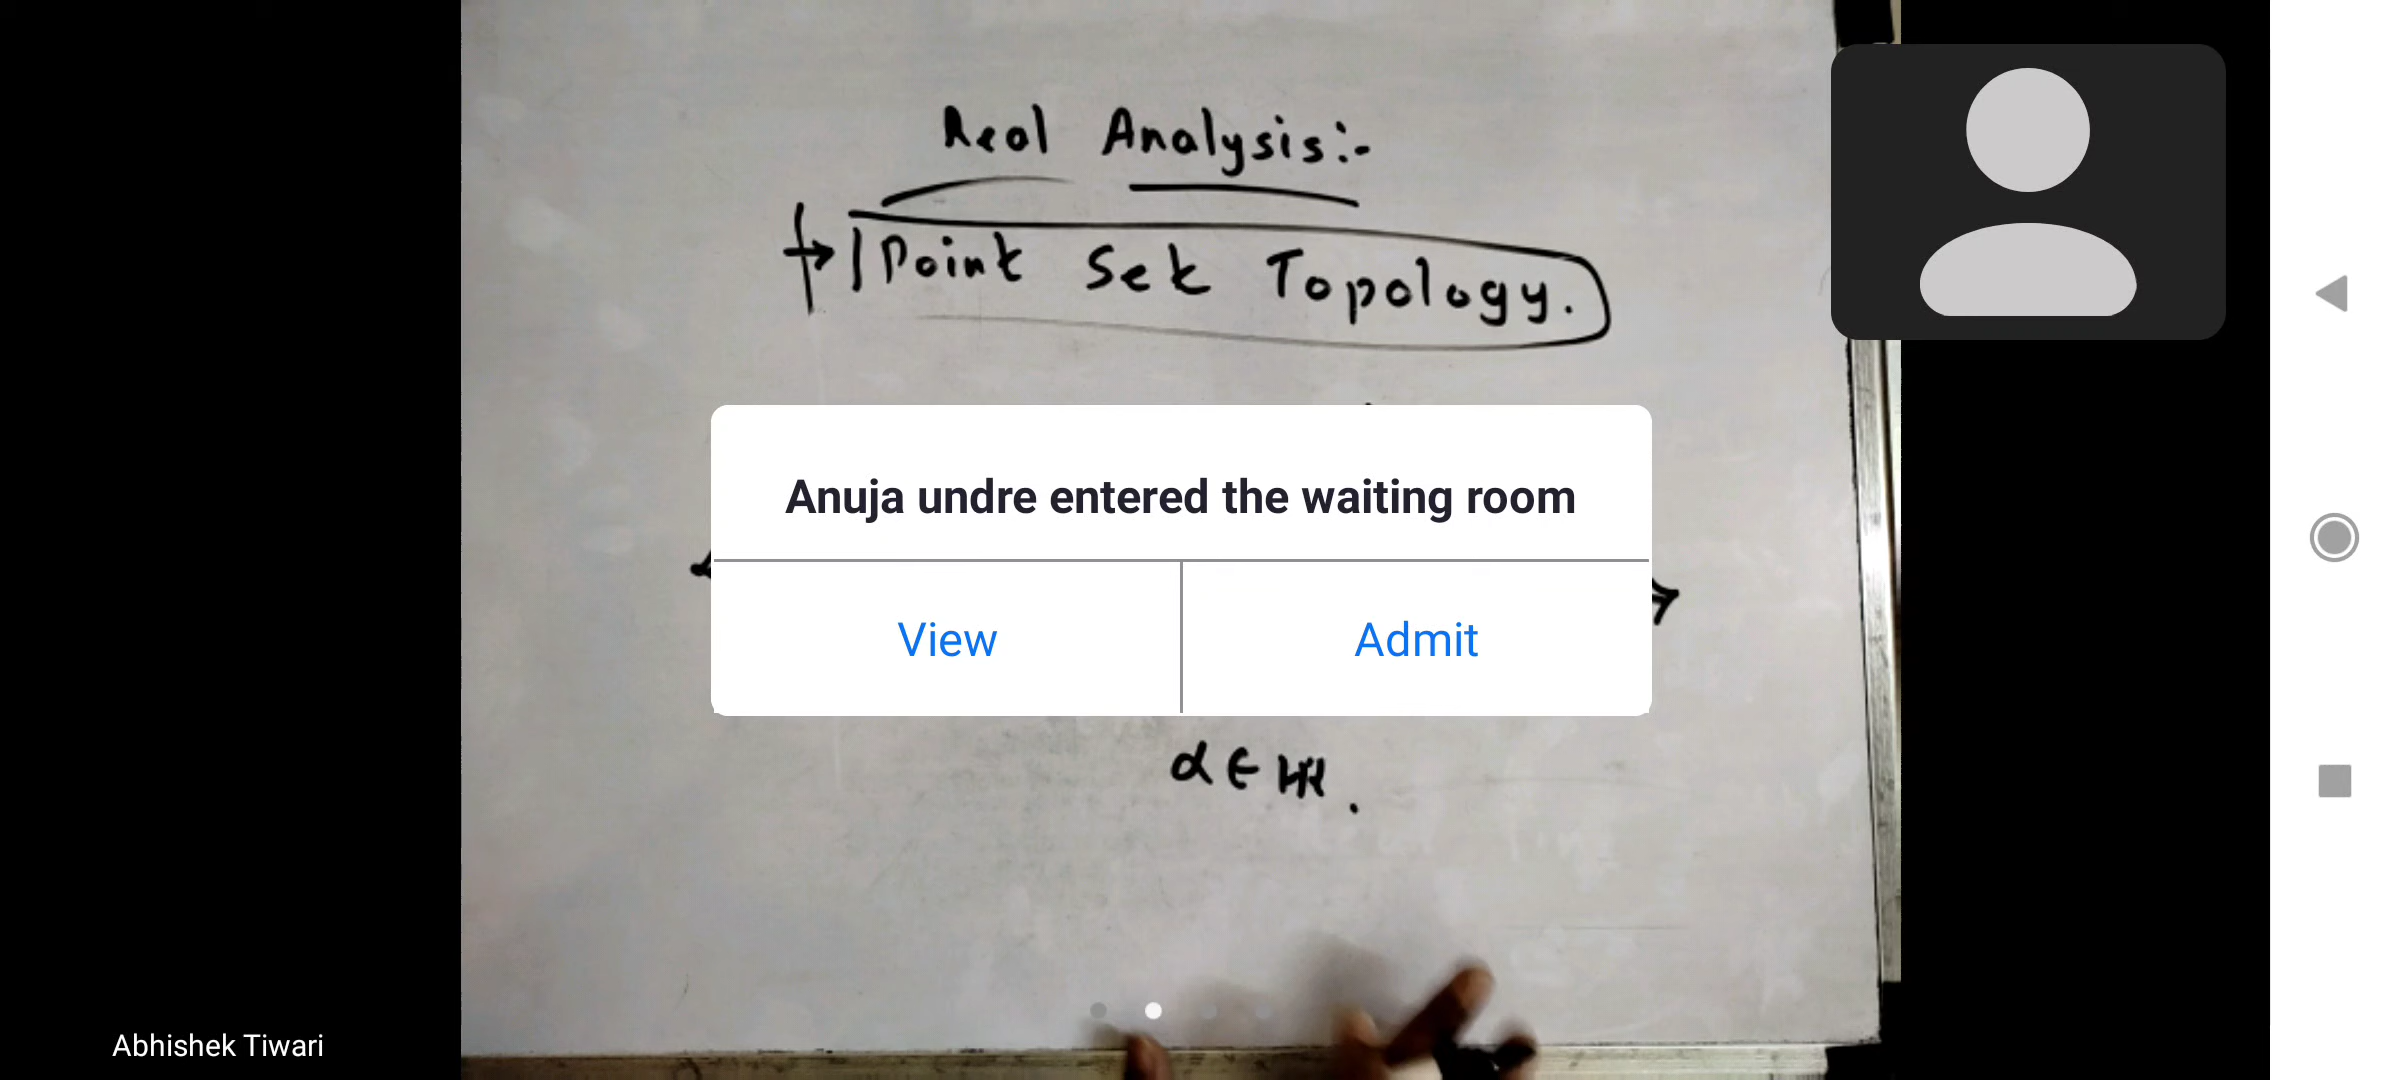 Real Analysis:-
Point Set Topology.
Anuja undre entered the waiting room
View
Admit
α ∈ ℝ.
Abhishek Tiwari